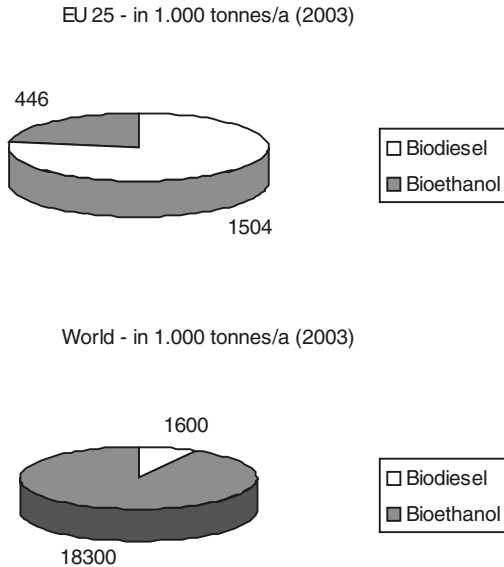 EU 25 - in 1.000 tonnes/a (2003)
446
Biodiesel
Bioethanol
1504
World - in 1.000 tonnes/a (2003)
1600
Biodiesel
Bioethanol
18300